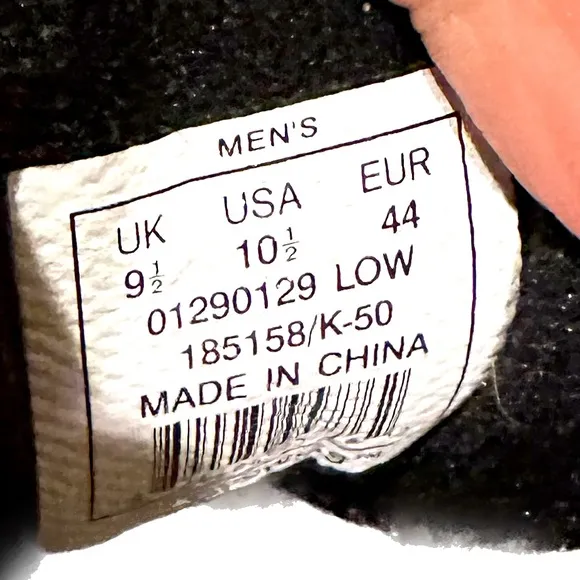 MEN'S
UK USA EUR
9½ 10½ 44
01290129 LOW
185158/K-50
MADE IN CHINA